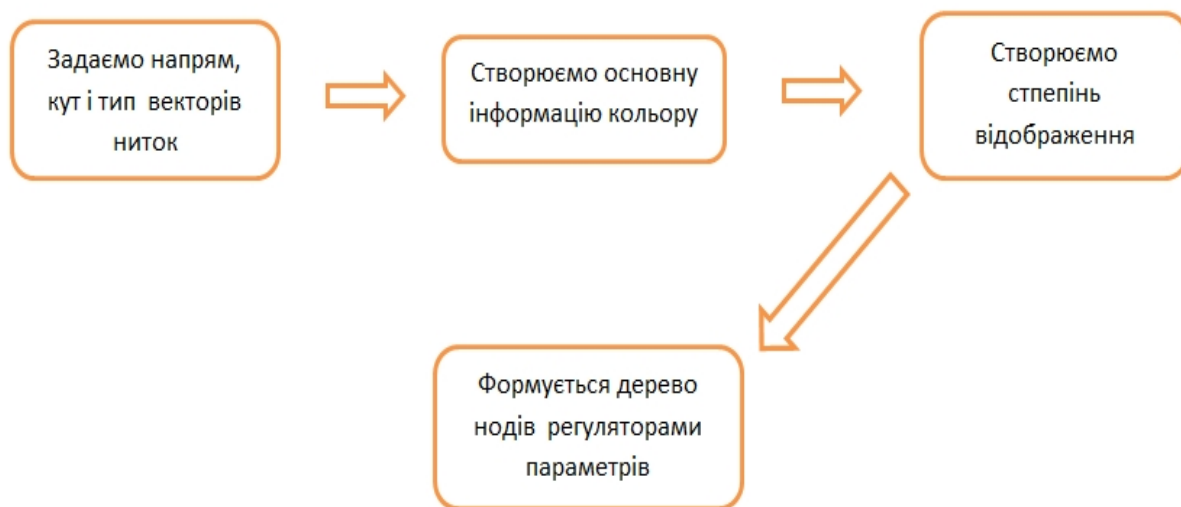 Задаємо напрям,
кут і тип векторів
ниток
Створюємо основну
інформацію кольору
Створюємо
стпепінь
відображення
Формується дерево
нодів регуляторами
параметрів